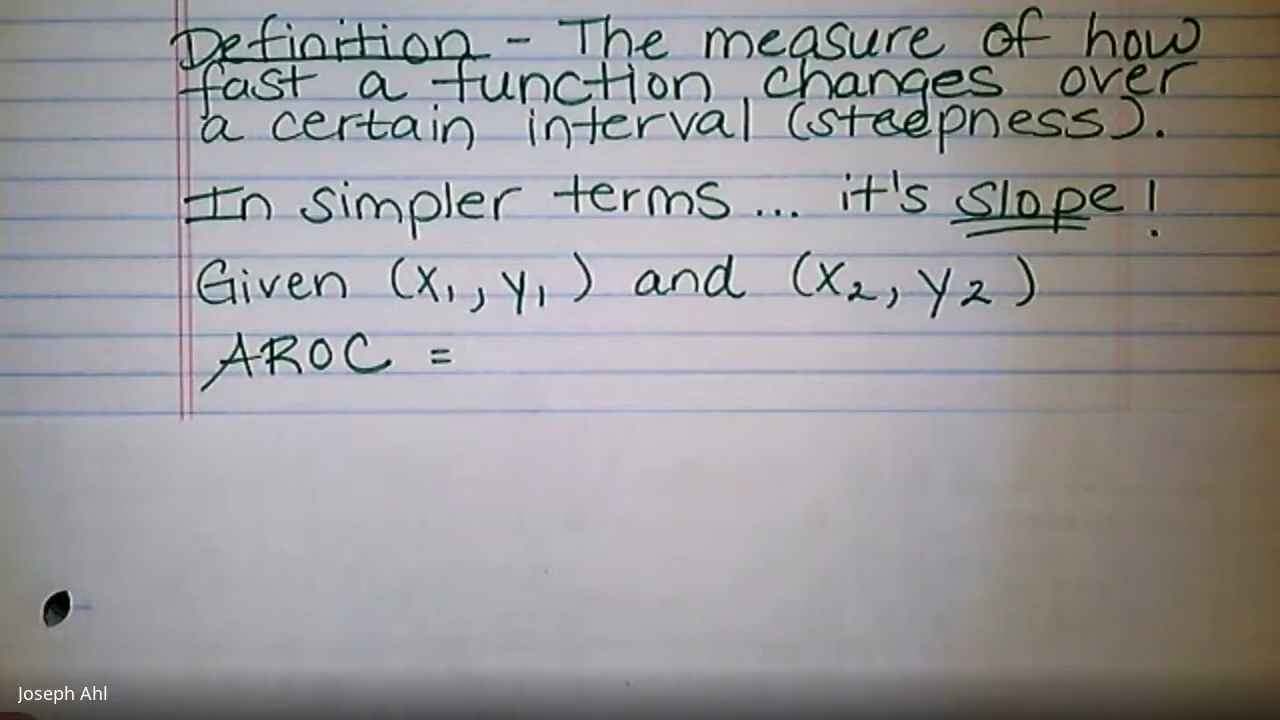 Definition - The measure of how
fast a function changes over
a certain interval (steepness).
In simpler terms... it's slope!
Given (x₁, y₁) and (x₂, y₂)
AROC =
Joseph Ahl